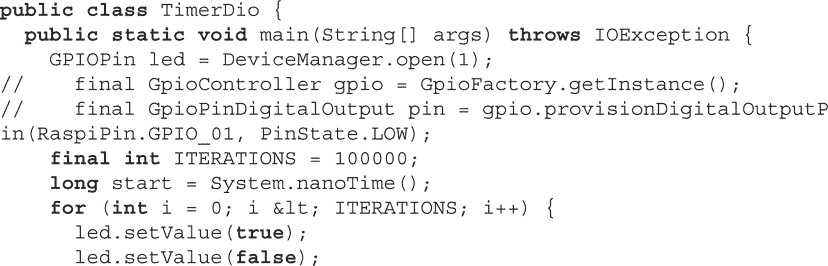 public class TimerDio {
  public static void main(String[] args) throws IOException {
    GPIOPin led = DeviceManager.open(1);
//    final GpioController gpio = GpioFactory.getInstance();
//    final GpioPinDigitalOutput pin = gpio.provisionDigitalOutputP
in(RaspiPin.GPIO_01, PinState.LOW);
    final int ITERATIONS = 100000;
    long start = System.nanoTime();
    for (int i = 0; i &lt; ITERATIONS; i++) {
      led.setValue(true);
      led.setValue(false);